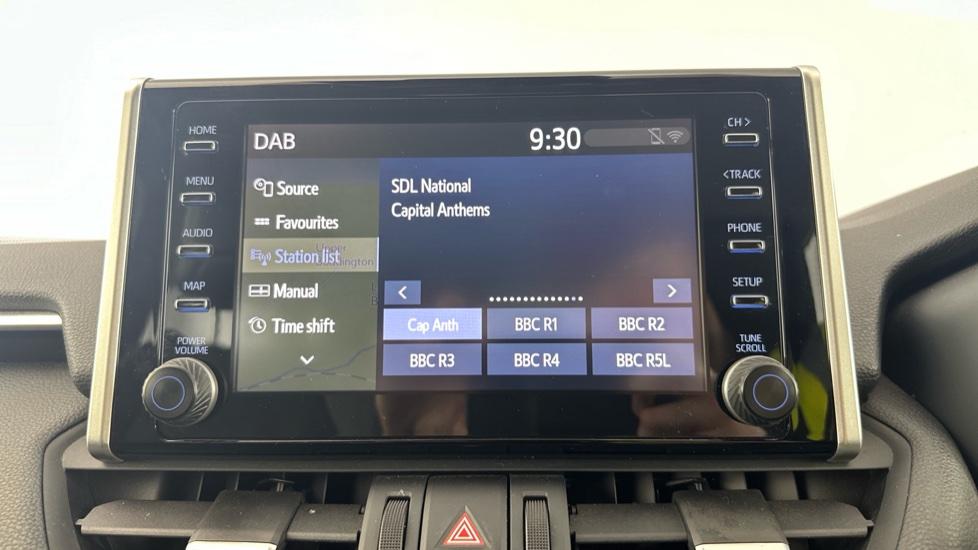 HOME
MENU
AUDIO
MAP
POWER
VOLUME
DAB
9:30
Source
Favourites
Station list
Upper
Manual
Time shift
SDL National
Capital Anthems
<
>
Cap Anth
BBC R1
BBC R2
BBC R3
BBC R4
BBC R5L
CH >
< TRACK
PHONE
SETUP
TUNE
SCROLL